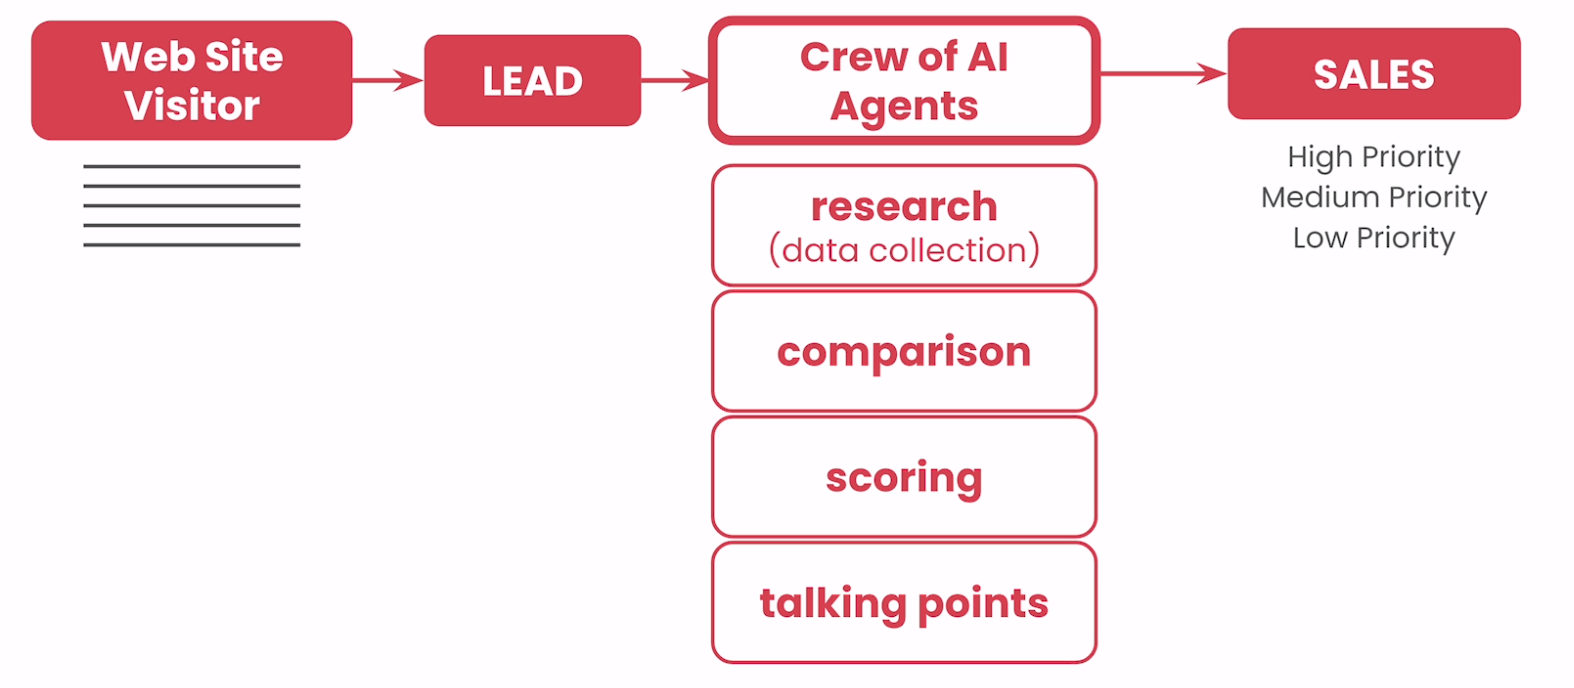 Web Site
Visitor
LEAD
Crew of AI
Agents
SALES
High Priority
Medium Priority
Low Priority
research
(data collection)
comparison
scoring
talking points